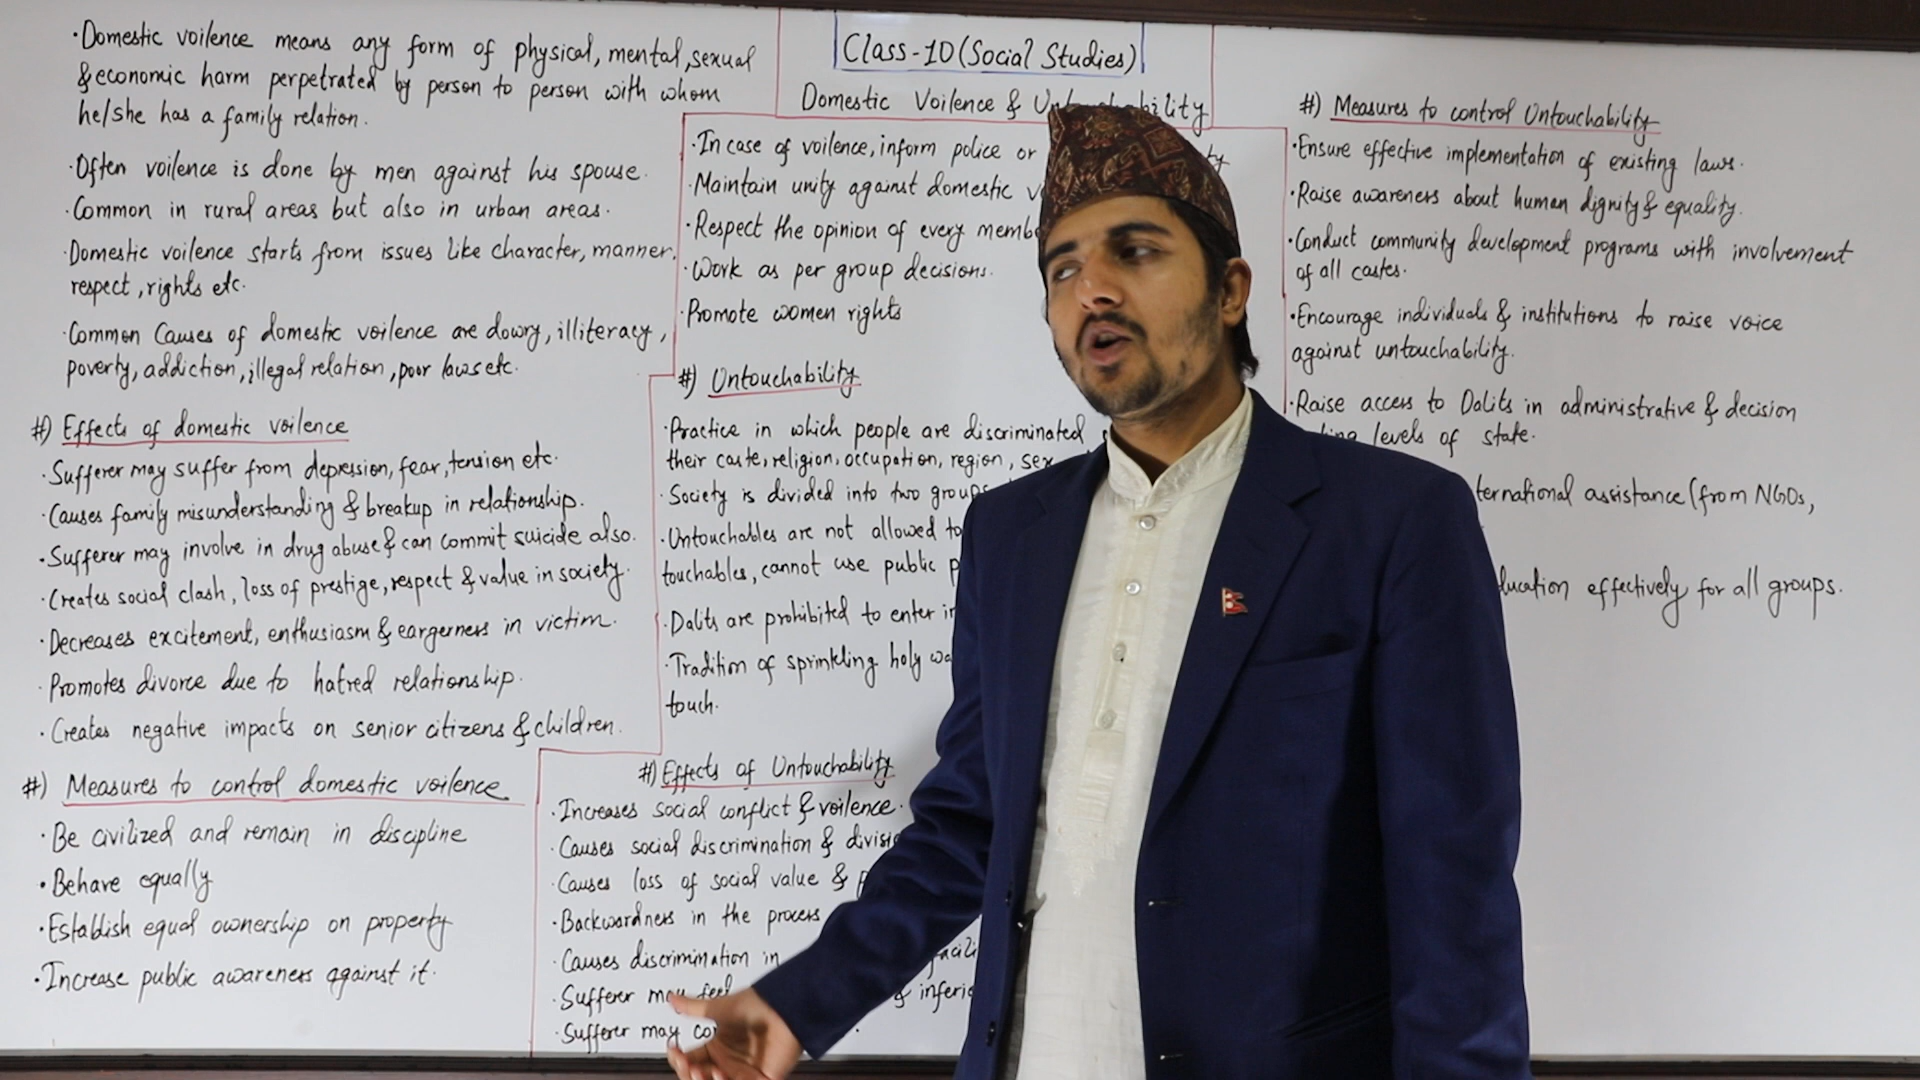 Class-10 (Social Studies)
Domestic Voilence & Untouchability
·Domestic voilence means any form of physical, mental, sexual
& economic harm perpetrated by person to person with whom
he/she has a family relation.
·Often voilence is done by men against his spouse.
·Common in rural areas but also in urban areas.
·Domestic voilence starts from issues like character, manner,
respect, rights etc.
·Common Causes of domestic voilence are dowry, illiteracy,
poverty, addiction, illegal relation, poor laws etc.
#) Effects of domestic voilence
·Sufferer may suffer from depression, fear, tension etc.
·Causes family misunderstanding & breakup in relationship.
·Sufferer may involve in drug abuse & can commit suicide also.
·Creates social clash, loss of prestige, respect & value in society.
·Decreases excitement, enthusiasm & eargerness in victim.
·Promotes divorce due to hatred relationship.
·Creates negative impacts on senior citizens & children.
#) Measures to control domestic voilence
·Be civilized and remain in discipline
·Behave equally
·Establish equal ownership on property
·Increase public awareness against it.
·In case of voilence, inform police or
·Maintain unity against domestic
·Respect the opinion of every
·Work as per group decisions.
·Promote women rights
#) Untouchability
·Practice in which people are discriminated
their caste, religion, occupation, region, sex
·Society is divided into two groups
·Untouchables are not allowed to
touchables, cannot use public
·Dalits are prohibited to enter
·Tradition of sprinkling holy
touch.
#) Effects of Untouchability
·Increases social conflict & voilence.
·Causes social discrimination &
·Causes loss of social value &
·Backwardness in the process
·Causes discrimination in
·Sufferer may feel &
·Sufferer may
#) Measures to control Untouchability
·Ensure effective implementation of existing laws.
·Raise awareness about human dignity & equality.
·Conduct community development programs with involvement
of all castes.
·Encourage individuals & institutions to raise voice
against untouchability.
·Raise access to Dalits in administrative & decision
levels of state.
assistance (from NGOs,
effectively for all groups.